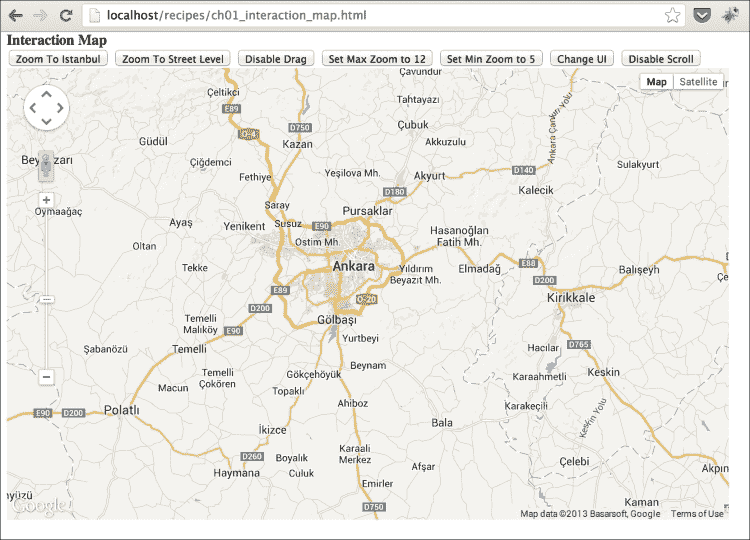 localhost/recipes/ch01_interaction_map.html
Interaction Map
Zoom To Istanbul Zoom To Street Level Disable Drag Set Max Zoom to 12 Set Min Zoom to 5 Change UI Disable Scroll
Map Satellite
Çavundur
Çeltikci
Tahtayazı
E89
Ankara Çankırı Yolu
D750
Çubuk
Güdül
Kazan
Akkuzulu
Çiğdemci
Yeşilova Mh.
Sulakyurt
Fethiye
Akyurt
D140
D180
Kalecik
Oymaağaç
Saray
Pursaklar
Ayaş
Yenikent
Susuz
E90
Hasanoğlan
Fatih Mh.
Oltan
Ostim Mh.
Tekke
Ankara
Yıldırım
Beyazıt Mh.
Elmadağ
E88
Balışeyh
D200
E89
O-20
Kırıkkale
D200
Gölbaşı
Temelli
Maliköy
E90
Yurtbeyi
Şabanözü
Temelli
Hacılar
D765
Temelli
Çokören
Gökçehöyük
Beynam
Karaahmetli
Keskin
Macun
Topaklı
Ahiboz
Karakeçili
Keskin Yolu
E90
D200
Polatlı
İkizce
Bala
D260
Boyalık
Karaali
Merkez
Çelebi
Haymana
Culuk
Afşar
Akpın
Emirler
yüzü
Kaman
D750
Google
Map data ©2013 Basarsoft, Google Terms of Use